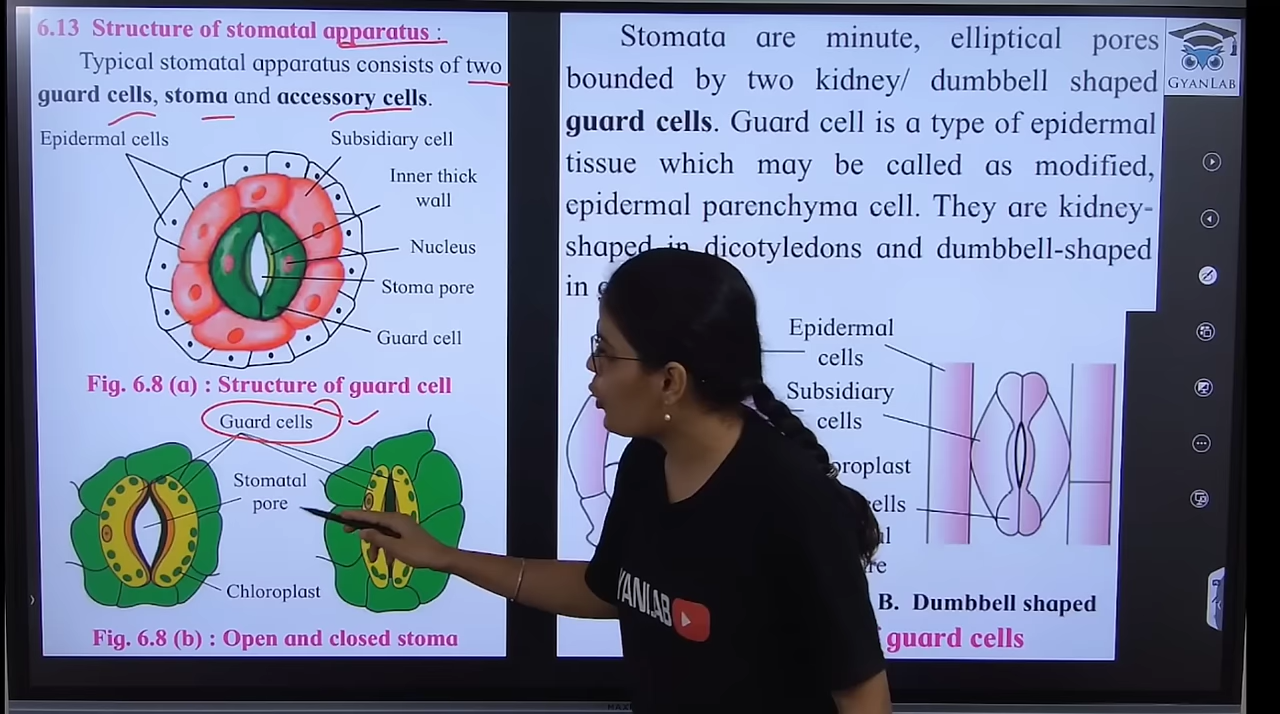 6.13 Structure of stomatal apparatus :
Typical stomatal apparatus consists of two
guard cells, stoma and accessory cells.
Epidermal cells
Subsidiary cell
Inner thick
wall
Nucleus
Stoma pore
Guard cell
Fig. 6.8 (a) : Structure of guard cell
Guard cells
Stomatal
pore
Chloroplast
Fig. 6.8 (b) : Open and closed stoma
Stomata are minute, elliptical pores
bounded by two kidney/ dumbbell shaped
guard cells. Guard cell is a type of epidermal
tissue which may be called as modified,
epidermal parenchyma cell. They are kidney-
shaped in dicotyledons and dumbbell-shaped
in
Epidermal
cells
Subsidiary
cells
B. Dumbbell shaped
guard cells
GYANLAB